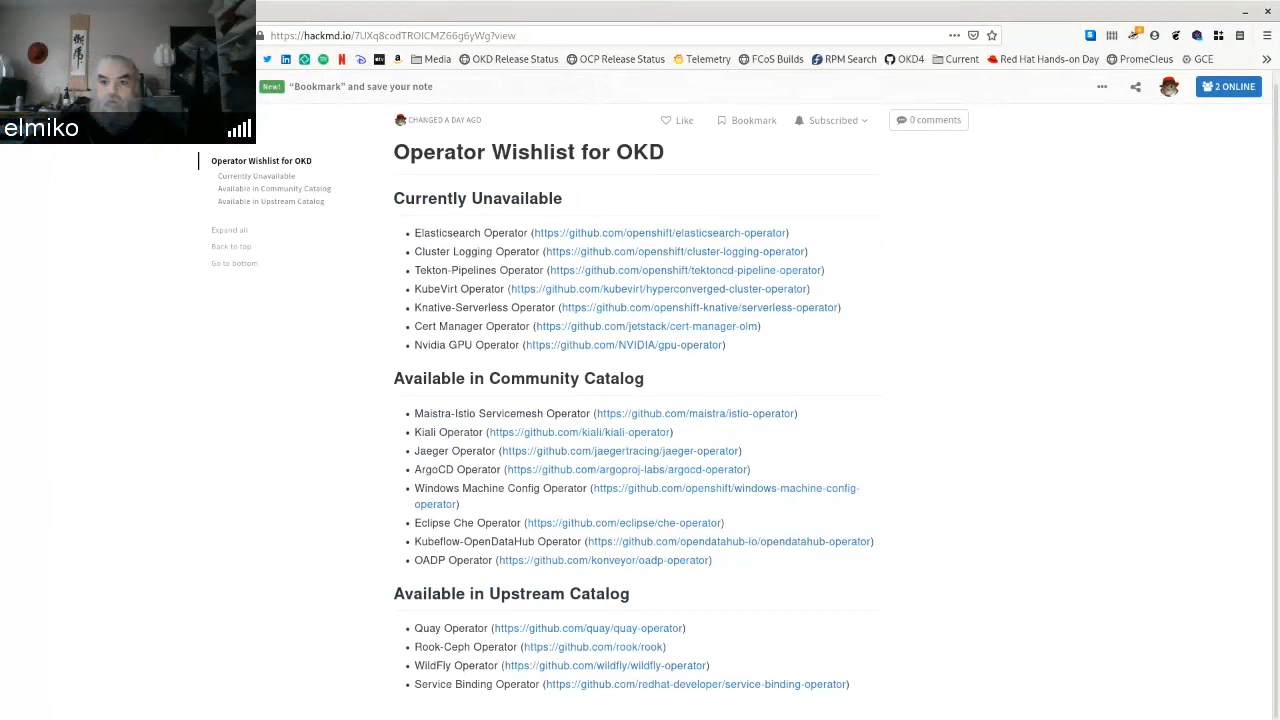 https://hackmd.io/7UXq8codTROICMZ66g6yWg?view
Media OKD Release Status OCP Release Status Telemetry FCoS Builds RPM Search OKD4 Current Red Hat Hands-on Day PromeCleus GCE
New! "Bookmark" and save your note
2 ONLINE
elmiko
CHANGED A DAY AGO
Like Bookmark Subscribed 0 comments
Operator Wishlist for OKD
Currently Unavailable
Available in Community Catalog
Available in Upstream Catalog
Expand all
Back to top
Go to bottom
Operator Wishlist for OKD
Currently Unavailable
Elasticsearch Operator (https://github.com/openshift/elasticsearch-operator)
Cluster Logging Operator (https://github.com/openshift/cluster-logging-operator)
Tekton-Pipelines Operator (https://github.com/openshift/tektoncd-pipeline-operator)
KubeVirt Operator (https://github.com/kubevirt/hyperconverged-cluster-operator)
Knative-Serverless Operator (https://github.com/openshift-knative/serverless-operator)
Cert Manager Operator (https://github.com/jetstack/cert-manager-olm)
Nvidia GPU Operator (https://github.com/NVIDIA/gpu-operator)
Available in Community Catalog
Maistra-Istio Servicemesh Operator (https://github.com/maistra/istio-operator)
Kiali Operator (https://github.com/kiali/kiali-operator)
Jaeger Operator (https://github.com/jaegertracing/jaeger-operator)
ArgoCD Operator (https://github.com/argoproj-labs/argocd-operator)
Windows Machine Config Operator (https://github.com/openshift/windows-machine-config-
operator)
Eclipse Che Operator (https://github.com/eclipse/che-operator)
Kubeflow-OpenDataHub Operator (https://github.com/opendatahub-io/opendatahub-operator)
OADP Operator (https://github.com/konveyor/oadp-operator)
Available in Upstream Catalog
Quay Operator (https://github.com/quay/quay-operator)
Rook-Ceph Operator (https://github.com/rook/rook)
WildFly Operator (https://github.com/wildfly/wildfly-operator)
Service Binding Operator (https://github.com/redhat-developer/service-binding-operator)